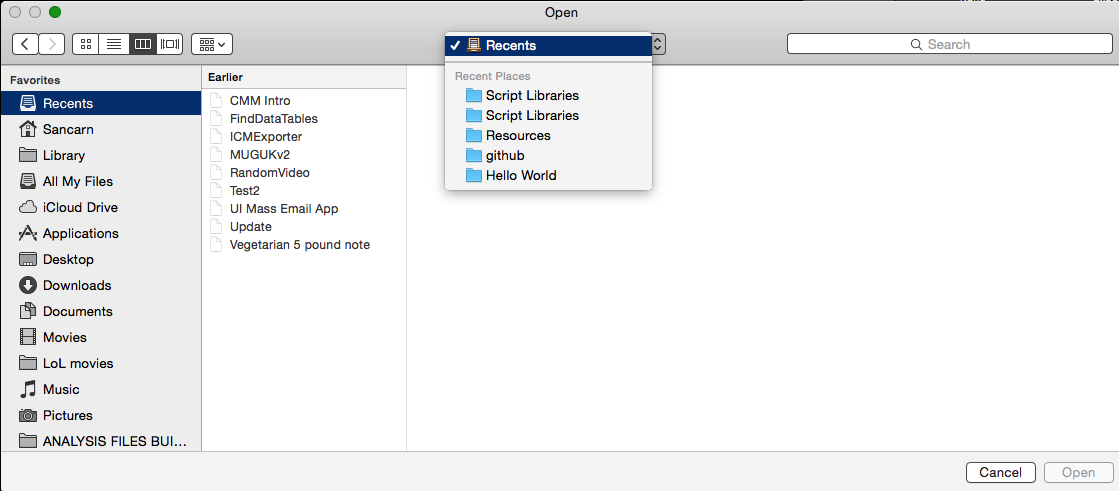 Open
Recents
Search
Favorites
Recents
Sancarn
Library
All My Files
iCloud Drive
Applications
Desktop
Downloads
Documents
Movies
LoL movies
Music
Pictures
ANALYSIS FILES BUI...
Earlier
CMM Intro
FindDataTables
ICMExporter
MUGUKv2
RandomVideo
Test2
UI Mass Email App
Update
Vegetarian 5 pound note
Recent Places
Script Libraries
Script Libraries
Resources
github
Hello World
Cancel
Open